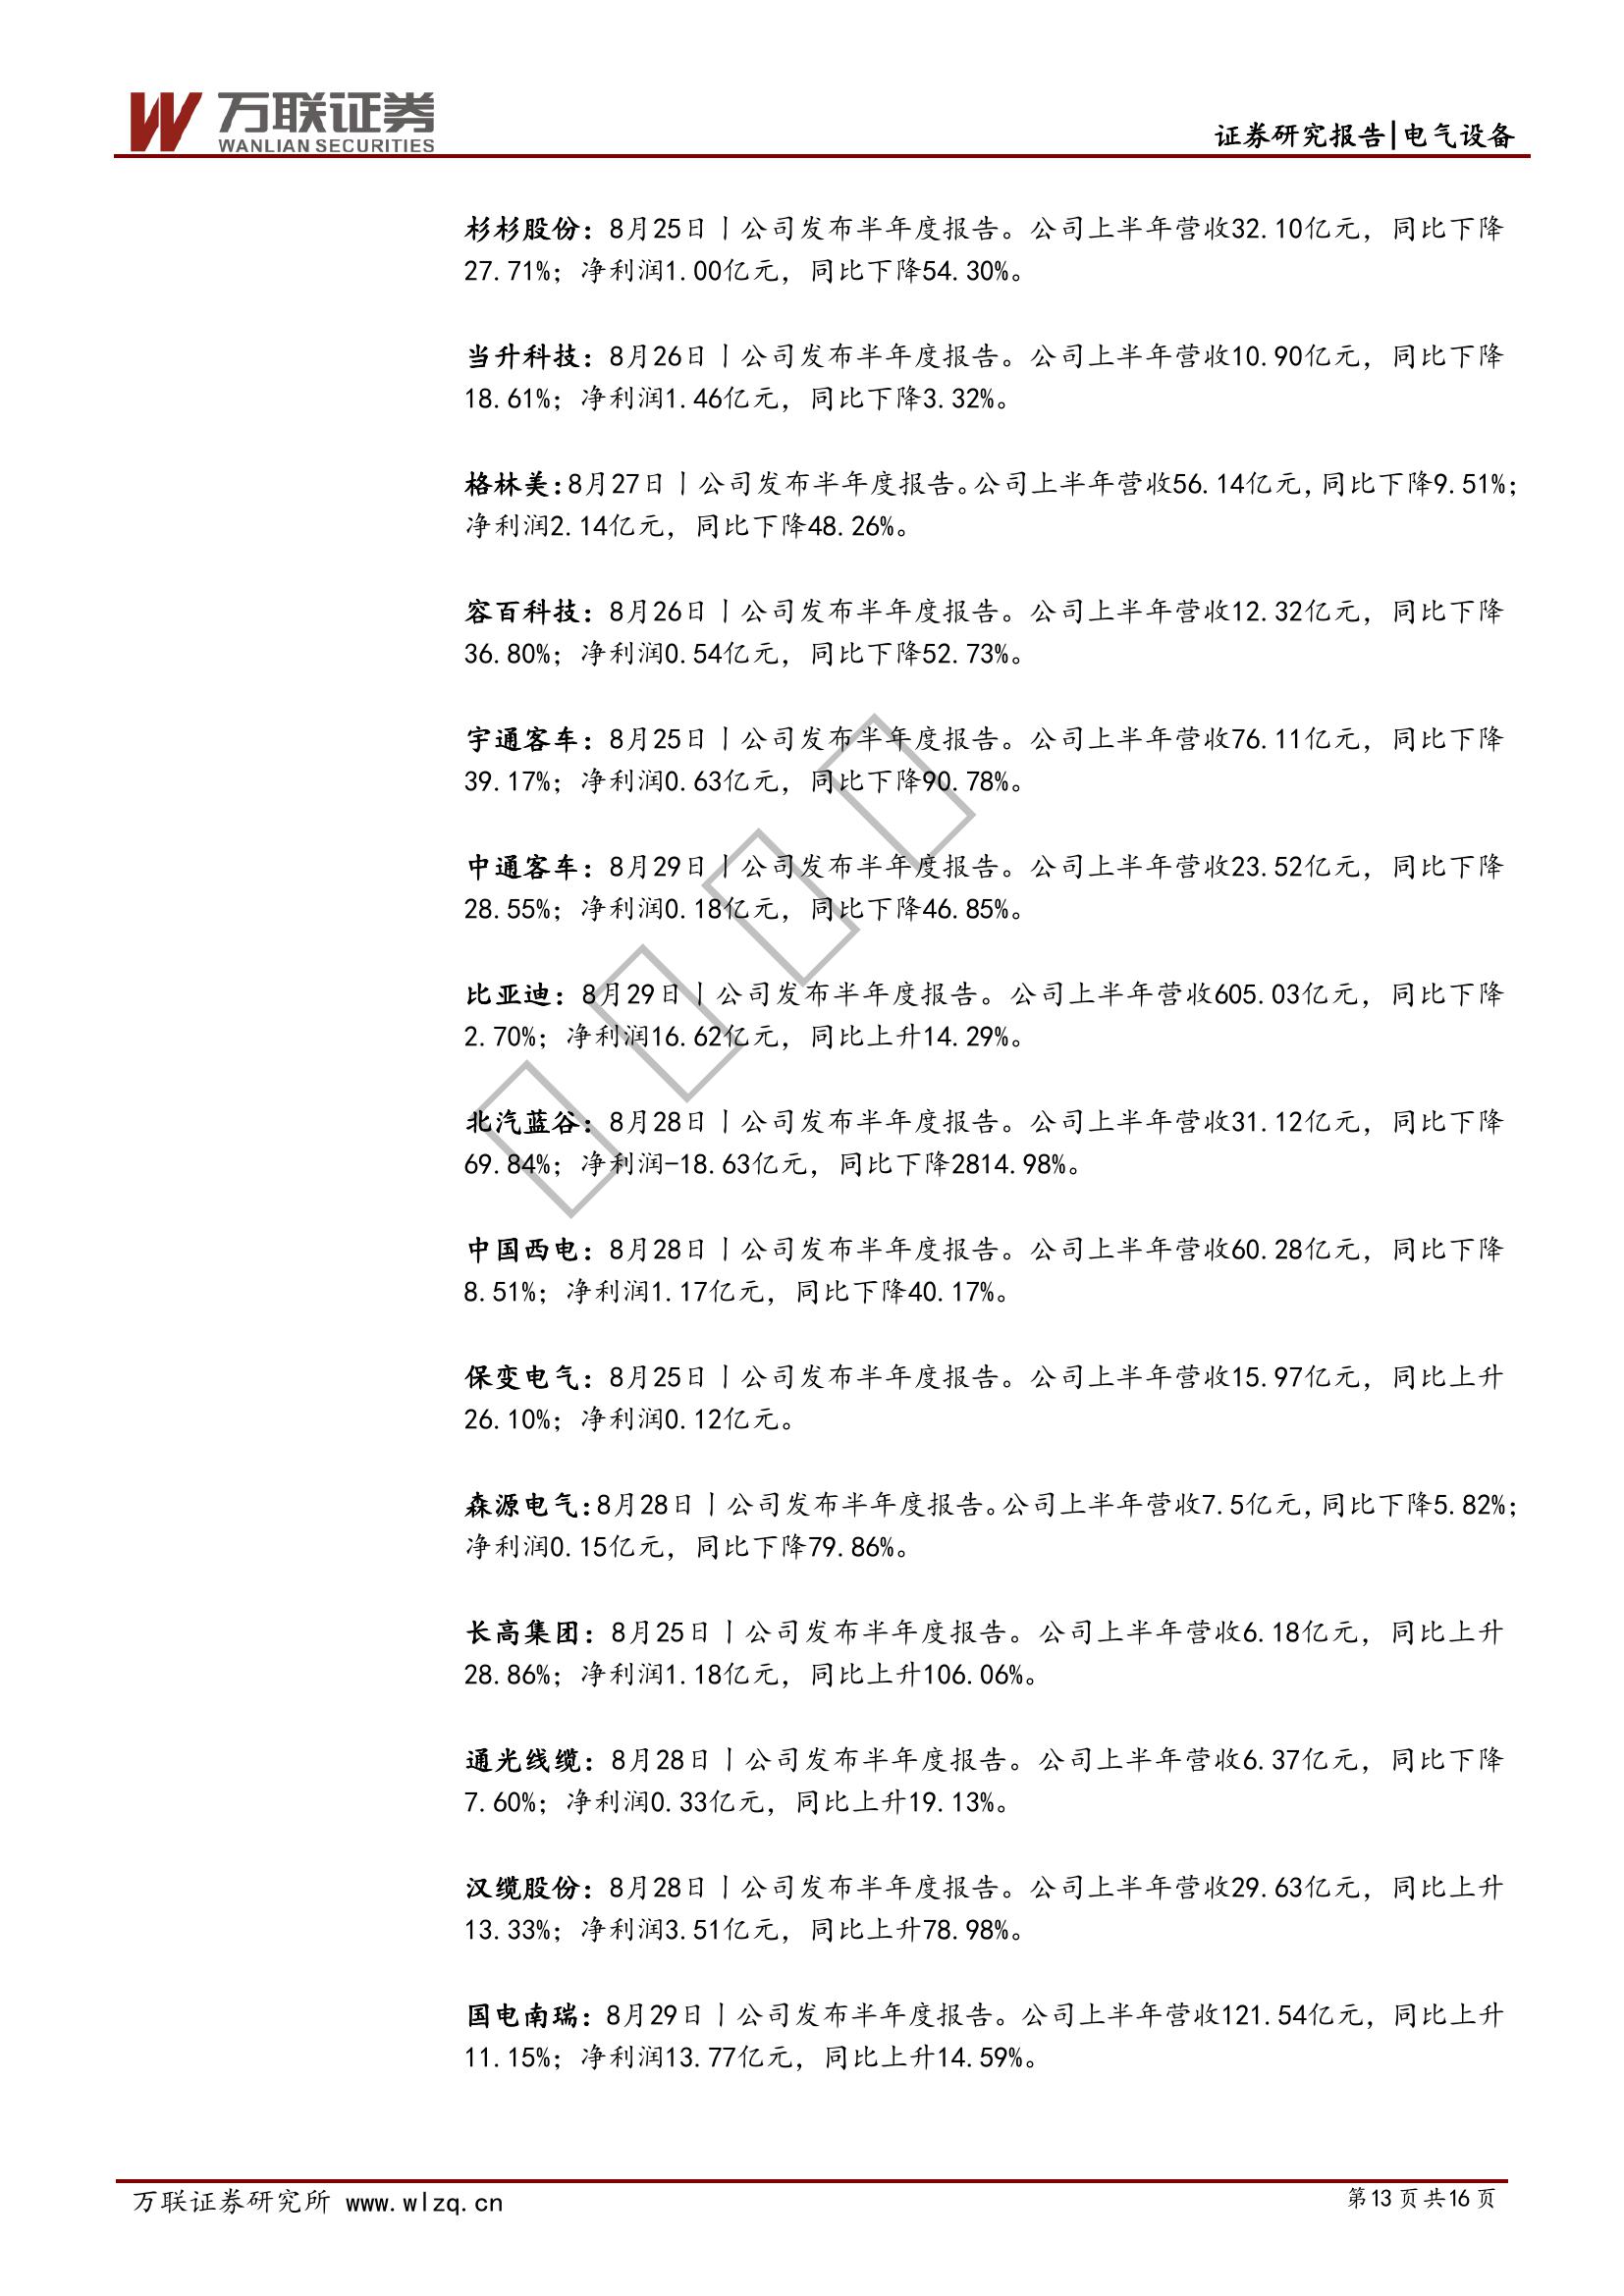 万联证券
WANLIAN SECURITIES
证券研究报告|电气设备
杉杉股份：8月25日丨公司发布半年度报告。公司上半年营收32.10亿元，同比下降
27.71%；净利润1.00亿元，同比下降54.30%。
当升科技：8月26日丨公司发布半年度报告。公司上半年营收10.90亿元，同比下降
18.61%；净利润1.46亿元，同比下降3.32%。
格林美：8月27日丨公司发布半年度报告。公司上半年营收56.14亿元，同比下降9.51%；
净利润2.14亿元，同比下降48.26%。
容百科技：8月26日丨公司发布半年度报告。公司上半年营收12.32亿元，同比下降
36.80%；净利润0.54亿元，同比下降52.73%。
宇通客车：8月25日丨公司发布半年度报告。公司上半年营收76.11亿元，同比下降
39.17%；净利润0.63亿元，同比下降90.78%。
中通客车：8月29日丨公司发布半年度报告。公司上半年营收23.52亿元，同比下降
28.55%；净利润0.18亿元，同比下降46.85%。
比亚迪：8月29日丨公司发布半年度报告。公司上半年营收605.03亿元，同比下降
2.70%；净利润16.62亿元，同比上升14.29%。
北汽蓝谷：8月28日丨公司发布半年度报告。公司上半年营收31.12亿元，同比下降
69.84%；净利润-18.63亿元，同比下降2814.98%。
中国西电：8月28日丨公司发布半年度报告。公司上半年营收60.28亿元，同比下降
8.51%；净利润1.17亿元，同比下降40.17%。
保变电气：8月25日丨公司发布半年度报告。公司上半年营收15.97亿元，同比上升
26.10%；净利润0.12亿元。
森源电气：8月28日丨公司发布半年度报告。公司上半年营收7.5亿元，同比下降5.82%；
净利润0.15亿元，同比下降79.86%。
长高集团：8月25日丨公司发布半年度报告。公司上半年营收6.18亿元，同比上升
28.86%；净利润1.18亿元，同比上升106.06%。
通光线缆：8月28日丨公司发布半年度报告。公司上半年营收6.37亿元，同比下降
7.60%；净利润0.33亿元，同比上升19.13%。
汉缆股份：8月28日丨公司发布半年度报告。公司上半年营收29.63亿元，同比上升
13.33%；净利润3.51亿元，同比上升78.98%。
国电南瑞：8月29日丨公司发布半年度报告。公司上半年营收121.54亿元，同比上升
11.15%；净利润13.77亿元，同比上升14.59%。
万联证券研究所 www.wlzq.cn
第13页共16页